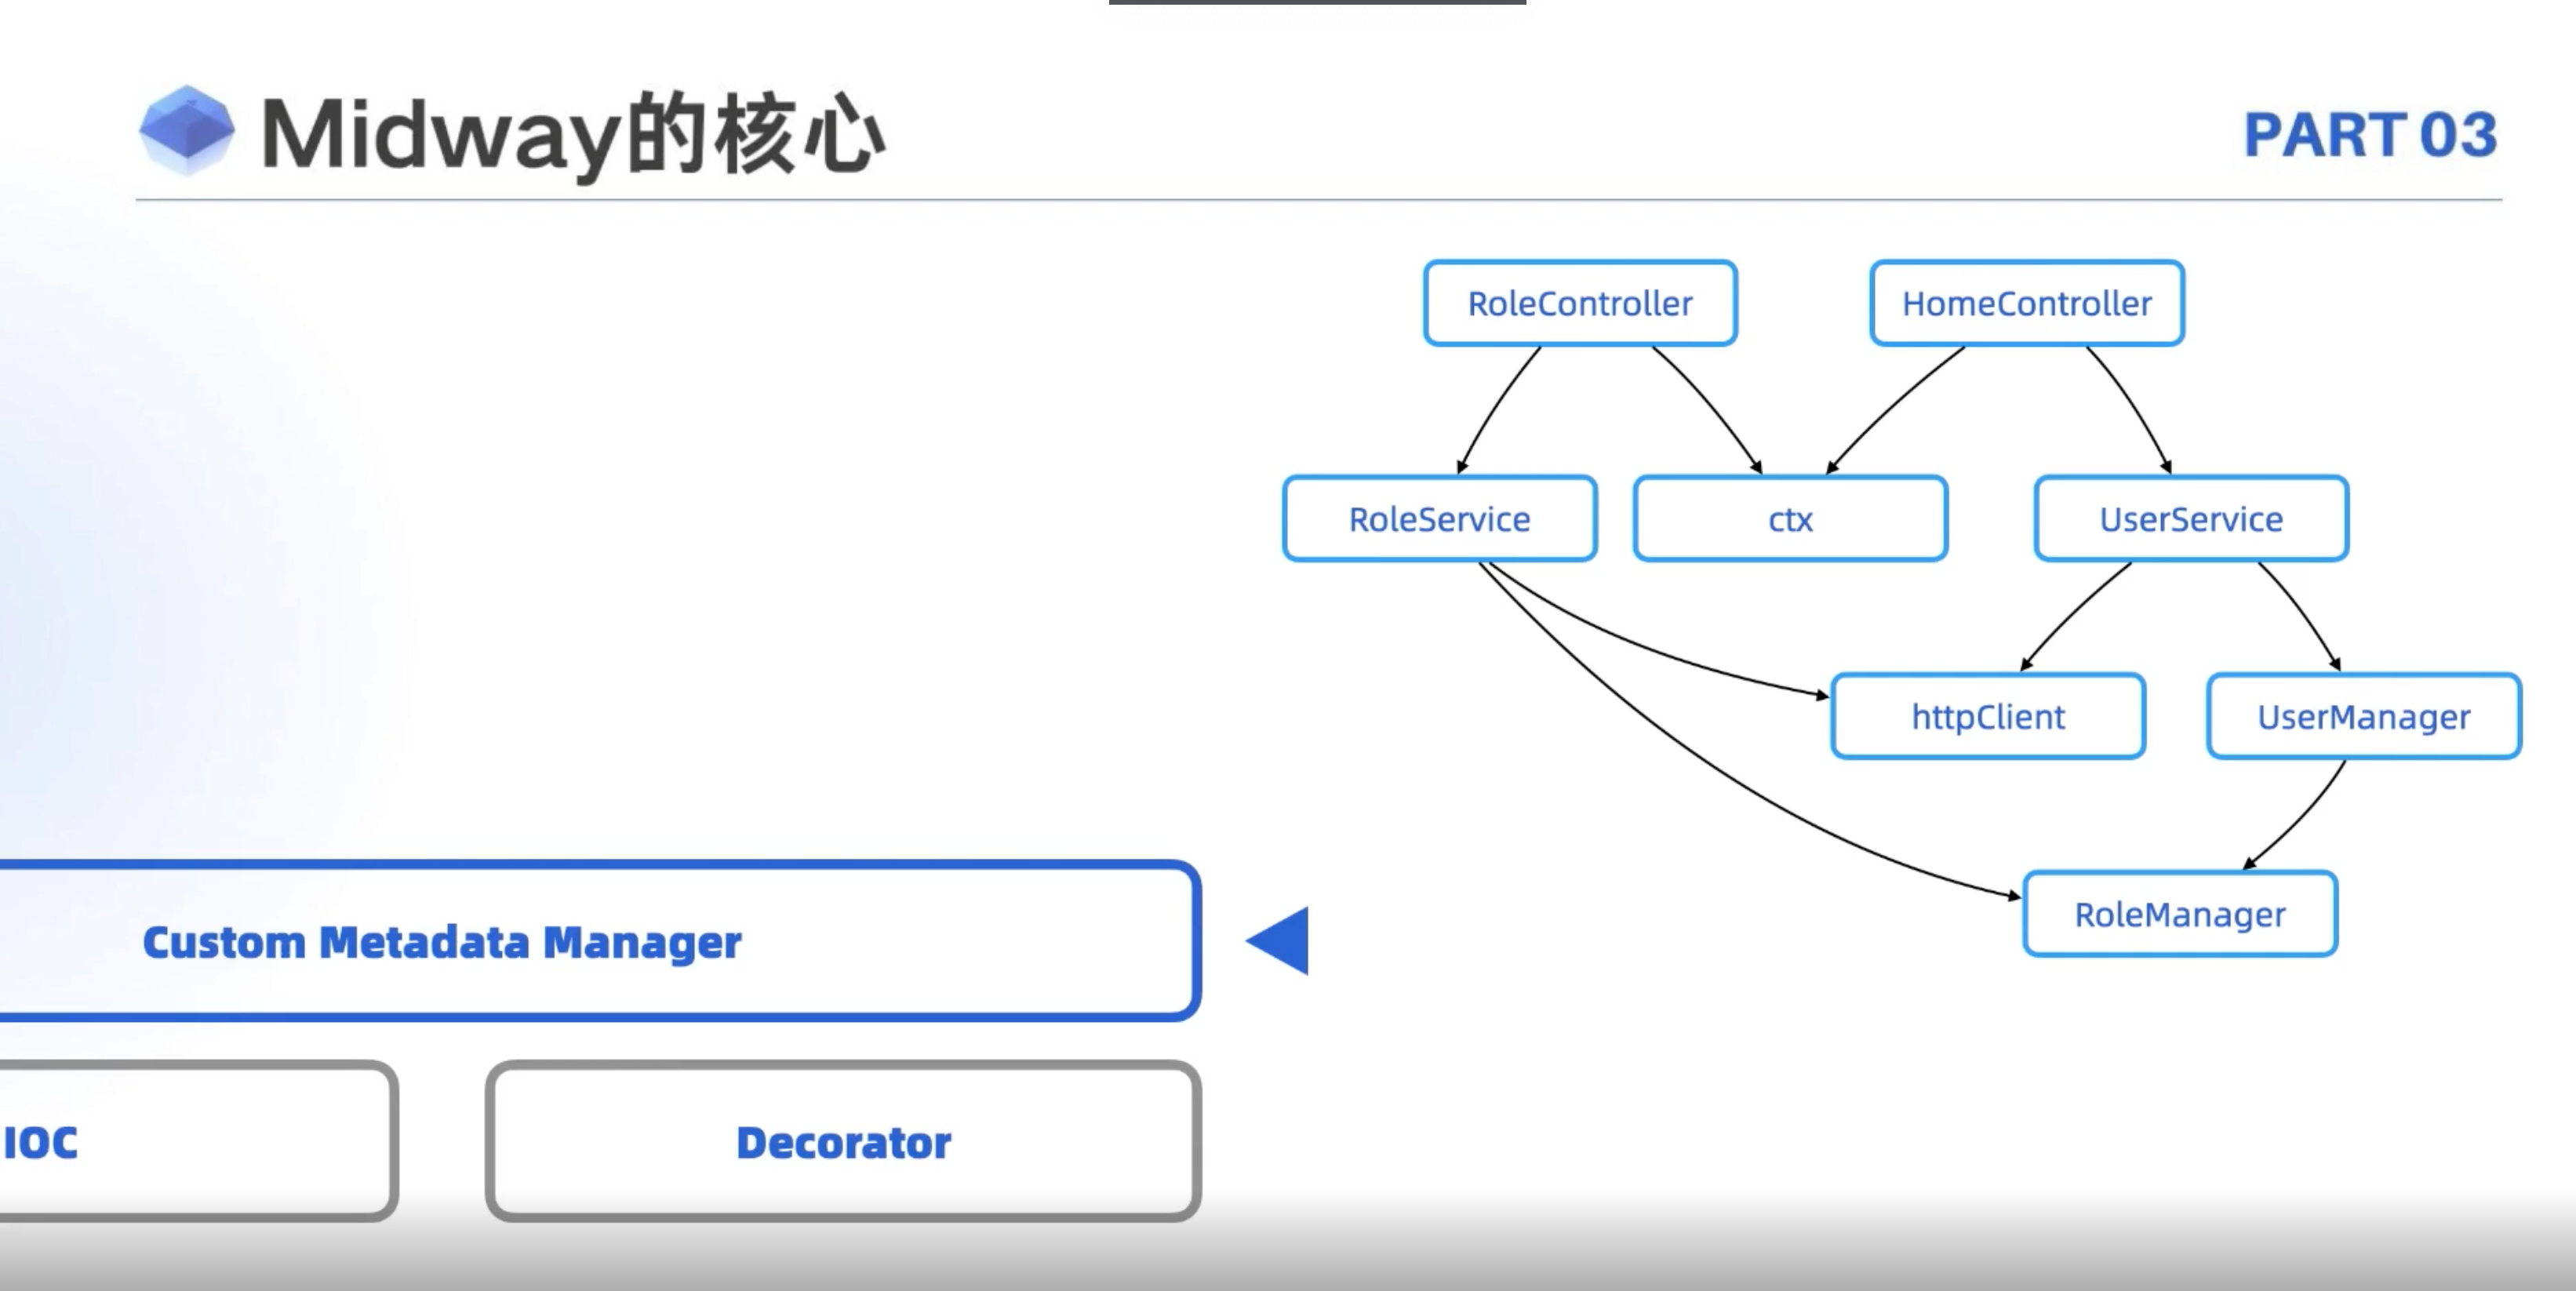 Midway的核心
PART 03
RoleController
HomeController
RoleService
ctx
UserService
httpClient
UserManager
RoleManager
Custom Metadata Manager
IOC
Decorator